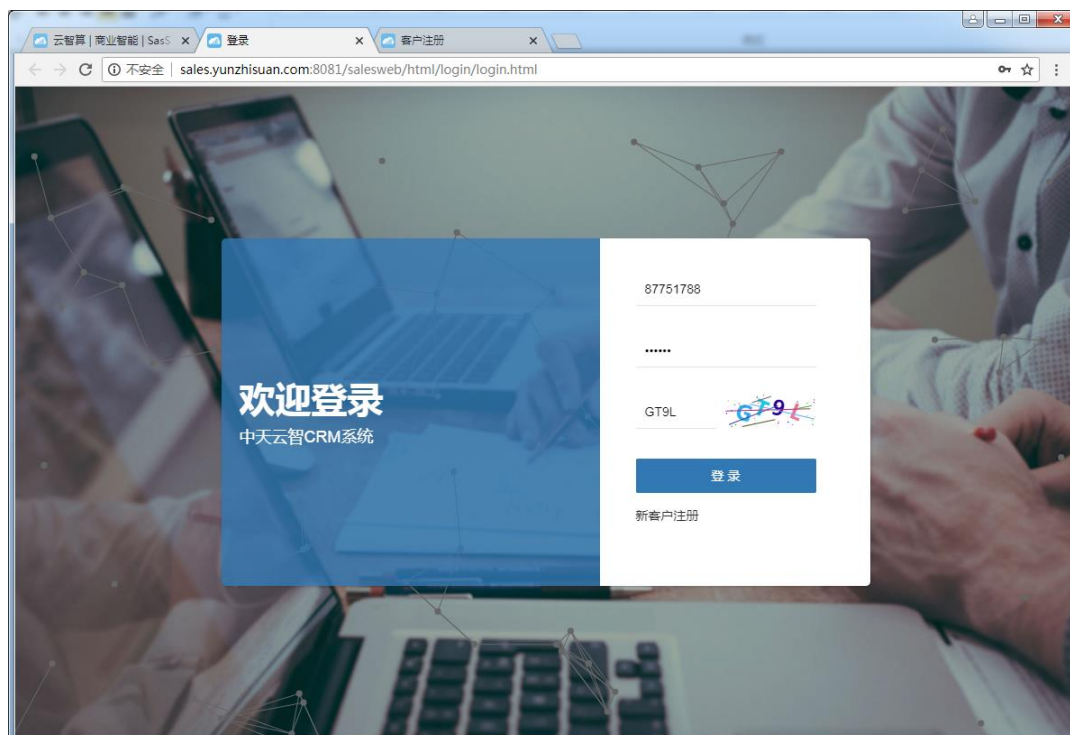 云智算 | 商业智能 | SasS
登录
客户注册
不安全
sales.yunzhisuan.com:8081/salesweb/html/login/login.html
87751788
••••••
欢迎登录
中天云智CRM系统
GT9L
GT9L
登录
新客户注册